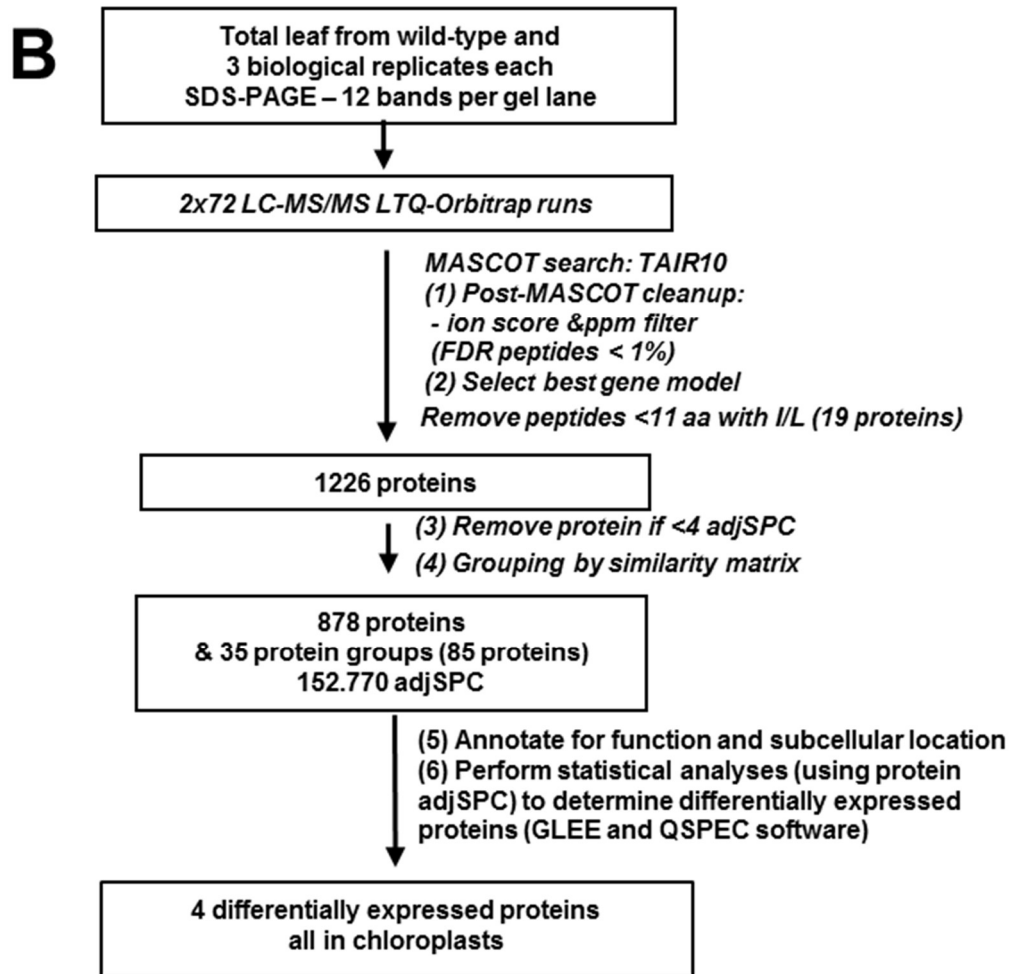 B
Total leaf from wild-type and
3 biological replicates each
SDS-PAGE – 12 bands per gel lane
2x72 LC-MS/MS LTQ-Orbitrap runs
MASCOT search: TAIR10
(1) Post-MASCOT cleanup:
- ion score &ppm filter
(FDR peptides < 1%)
(2) Select best gene model
Remove peptides <11 aa with I/L (19 proteins)
1226 proteins
(3) Remove protein if <4 adjSPC
(4) Grouping by similarity matrix
878 proteins
& 35 protein groups (85 proteins)
152.770 adjSPC
(5) Annotate for function and subcellular location
(6) Perform statistical analyses (using protein
adjSPC) to determine differentially expressed
proteins (GLEE and QSPEC software)
4 differentially expressed proteins
all in chloroplasts